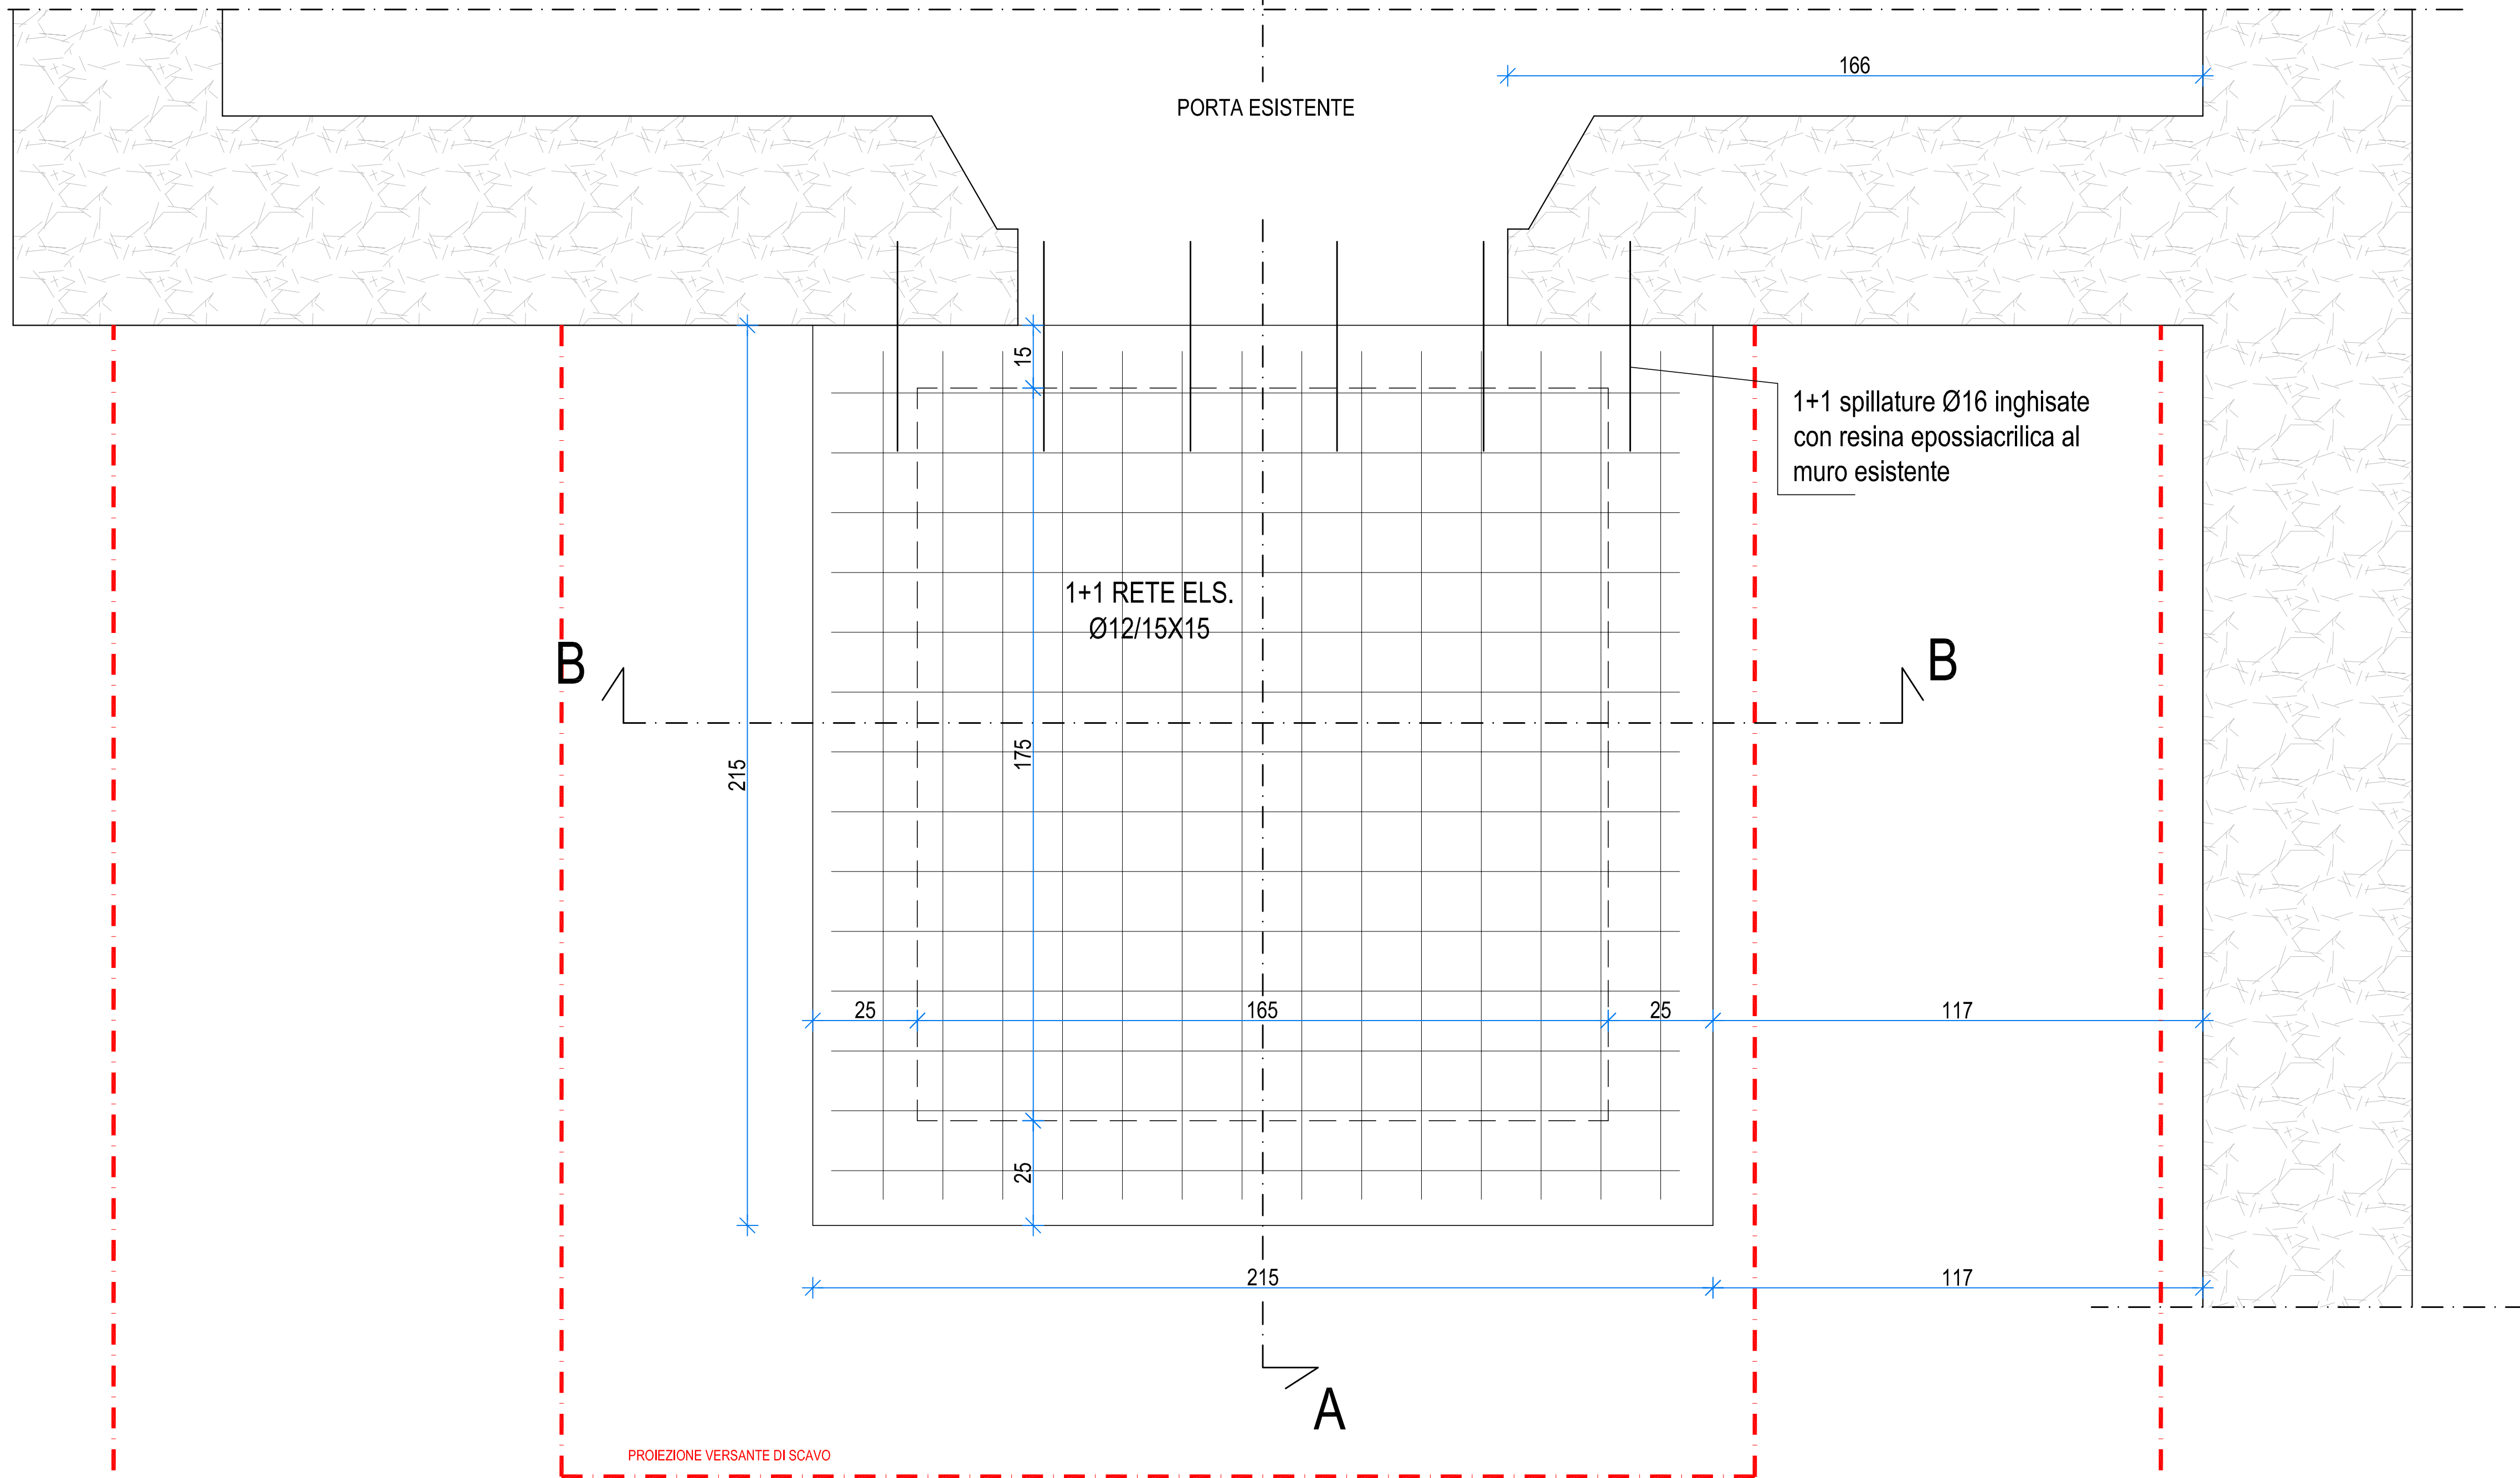 166
PORTA ESISTENTE
15
1+1 spillature Ø16 inghisate
con resina epossiacrilica al
muro esistente
1+1 RETE ELS.
Ø12/15X15
B
B
215
175
25
165
25
117
25
215
117
A
PROIEZIONE VERSANTE DI SCAVO